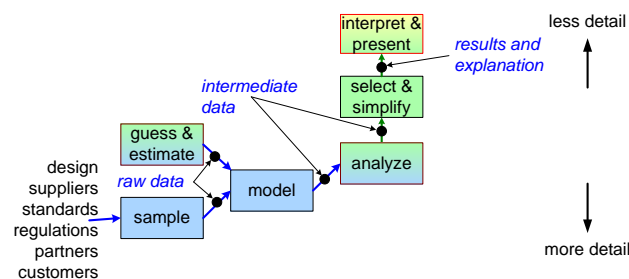 interpret &
present
less detail
results and
explanation
intermediate
data
select &
simplify
guess &
estimate
analyze
design
suppliers
standards
regulations
partners
customers
raw data
model
sample
more detail